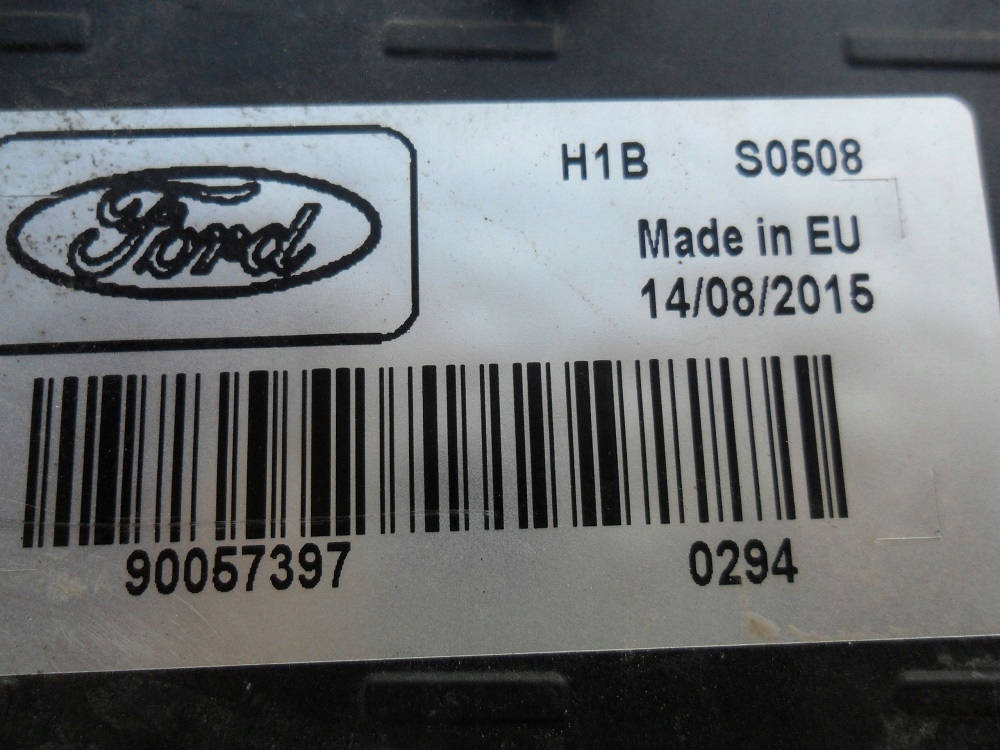 Ford
H1B S0508
Made in EU
14/08/2015
90057397 0294